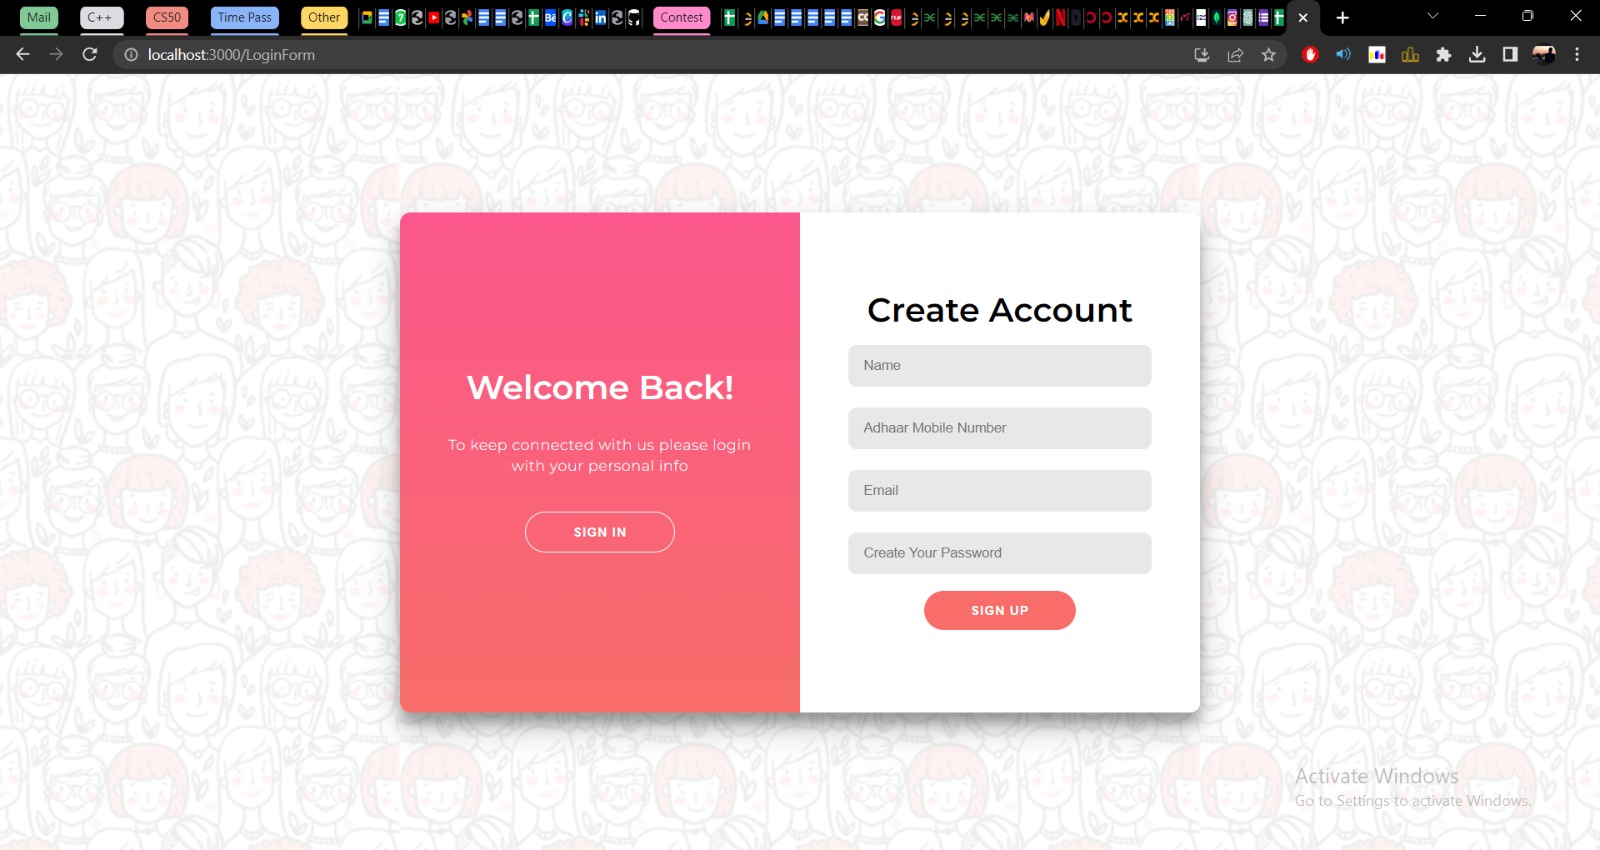 Mail
C++
CS50
Time Pass
Other
Contest
localhost:3000/LoginForm
Welcome Back!
To keep connected with us please login
with your personal info
SIGN IN
Create Account
Name
Adhaar Mobile Number
Email
Create Your Password
SIGN UP
Activate Windows
Go to Settings to activate Windows.